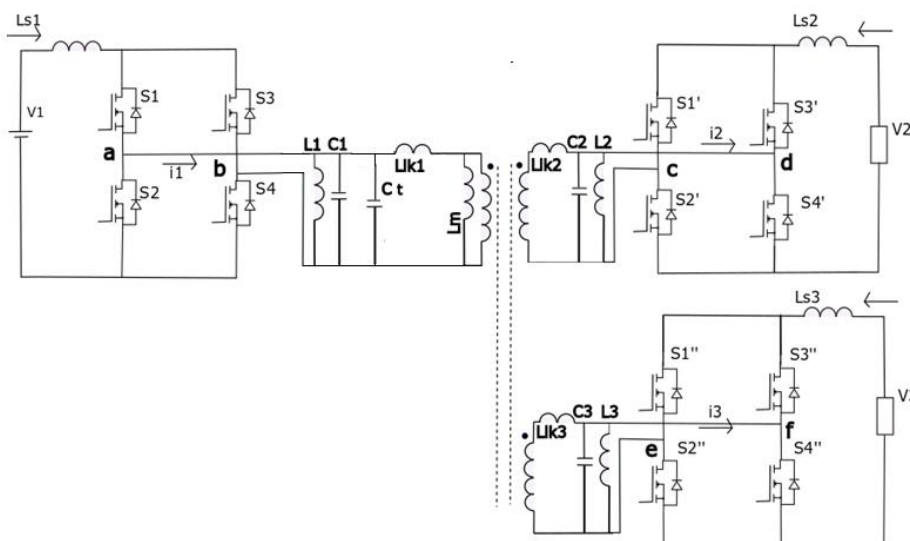 Ls1
Ls2
V1
S1
S3
S1'
S3'
V2
a
b
i1
L1 C1
Llk1
C t
Lm
S2
S4
Llk2
C2 L2
i2
c
d
S2'
S4'
Ls3
S1"
S3"
Llk3
C3 L3
i3
e
f
S2"
S4"